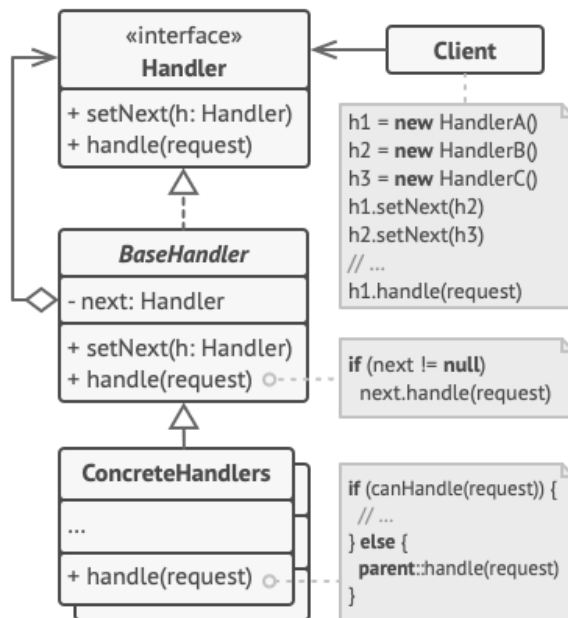 «interface»
Handler
+ setNext(h: Handler)
+ handle(request)
Client
h1 = new HandlerA()
h2 = new HandlerB()
h3 = new HandlerC()
h1.setNext(h2)
h2.setNext(h3)
// ...
h1.handle(request)
BaseHandler
- next: Handler
+ setNext(h: Handler)
+ handle(request)
if (next != null)
next.handle(request)
ConcreteHandlers
...
+ handle(request)
if (canHandle(request)) {
// ...
} else {
parent::handle(request)
}